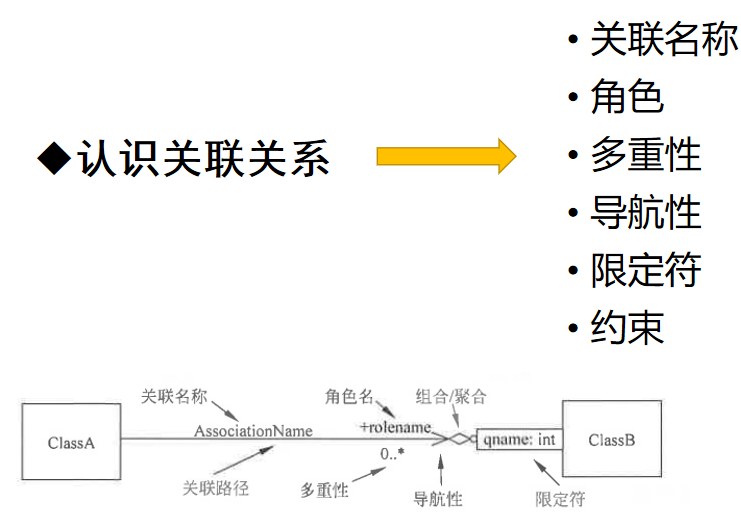 ◆认识关联关系
• 关联名称
• 角色
• 多重性
• 导航性
• 限定符
• 约束
关联名称 角色名 组合/聚合
ClassA AssociationName +rolename qname: int ClassB
0..*
关联路径 多重性 导航性 限定符